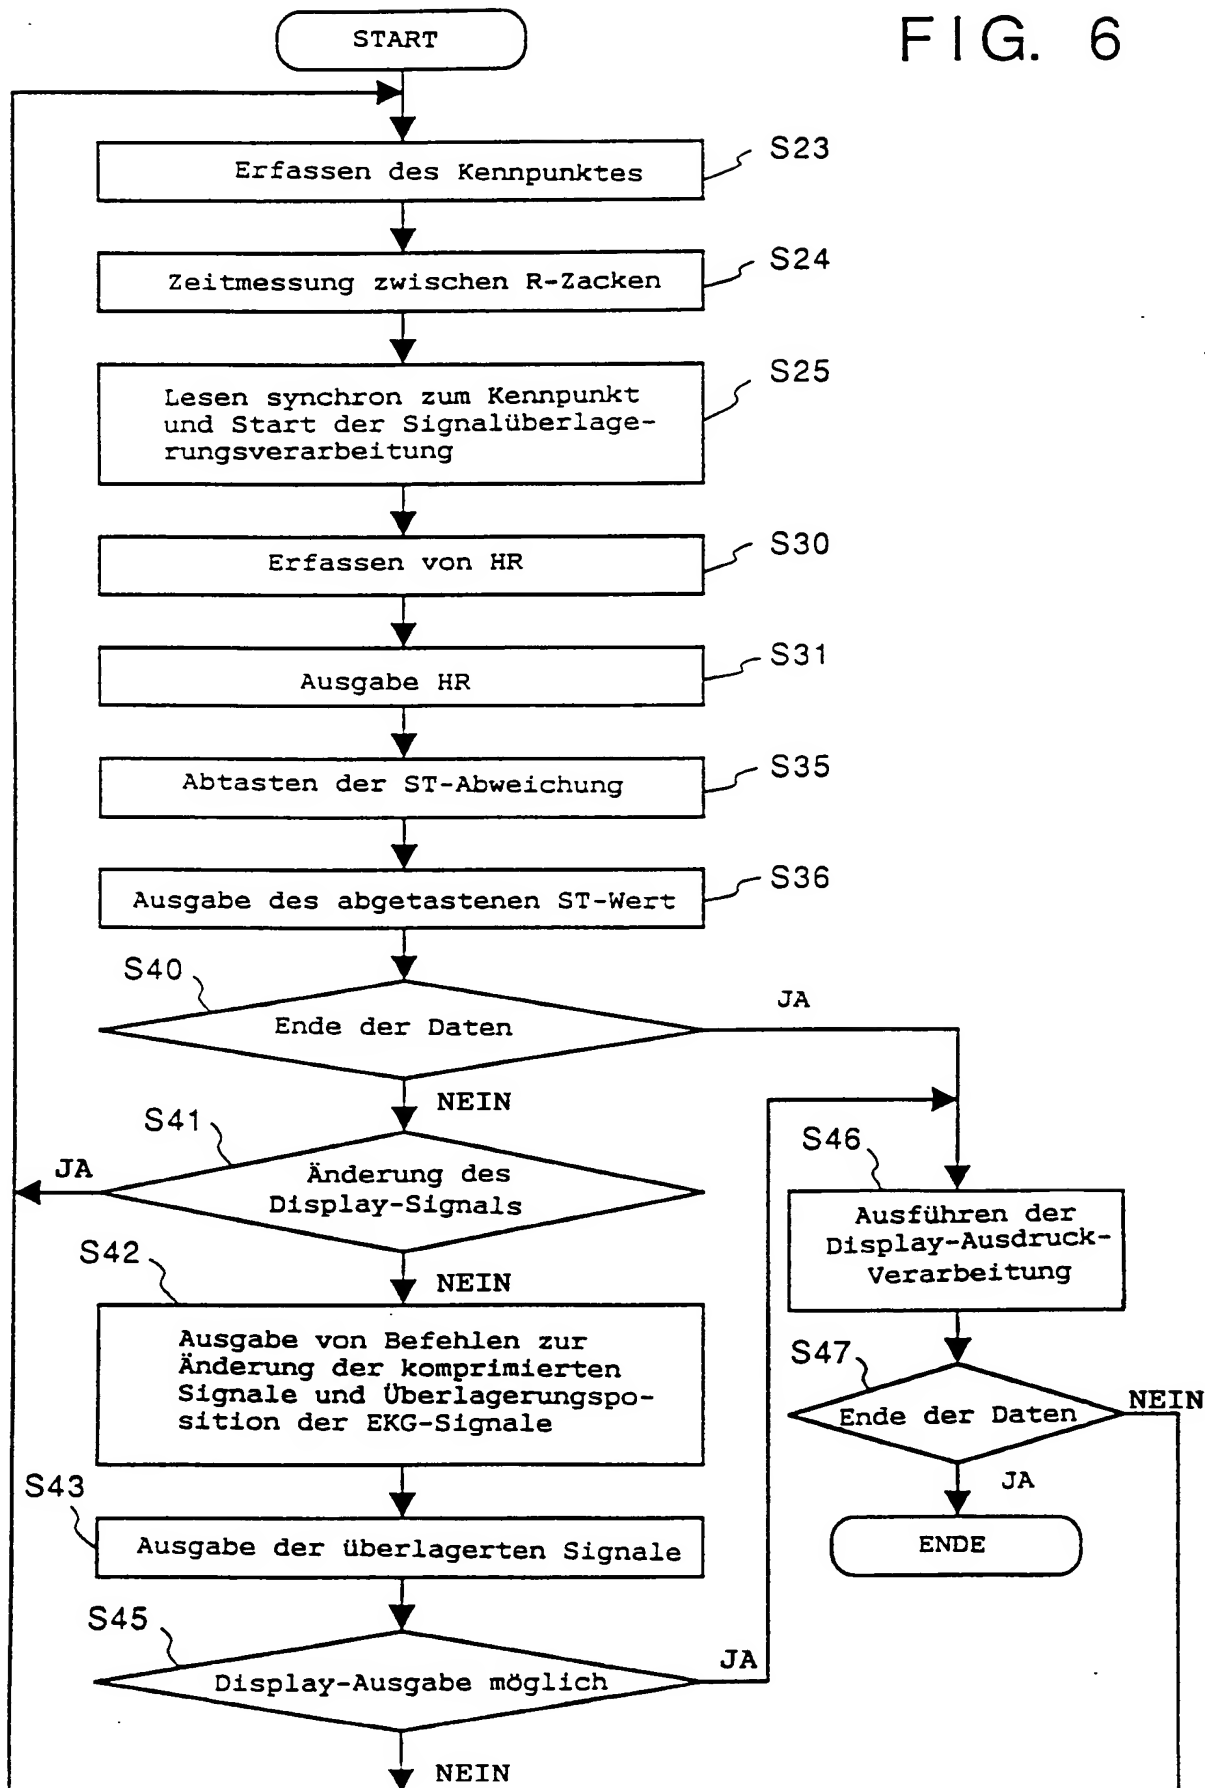 FIG. 6
START
Erfassen des Kennpunktes
S23
Zeitmessung zwischen R-Zacken
S24
Lesen synchron zum Kennpunkt
und Start der Signalüberlage-
rungsverarbeitung
S25
Erfassen von HR
S30
Ausgabe HR
S31
Abtasten der ST-Abweichung
S35
Ausgabe des abgetastenen ST-Wert
S36
S40
Ende der Daten
JA
NEIN
S41
JA
Änderung des
Display-Signals
NEIN
S42
Ausgabe von Befehlen zur
Änderung der komprimierten
Signale und Überlagerungspo-
sition der EKG-Signale
S43
Ausgabe der überlagerten Signale
S45
Display-Ausgabe möglich
JA
NEIN
S46
Ausführen der
Display-Ausdruck-
Verarbeitung
S47
Ende der Daten
NEIN
JA
ENDE